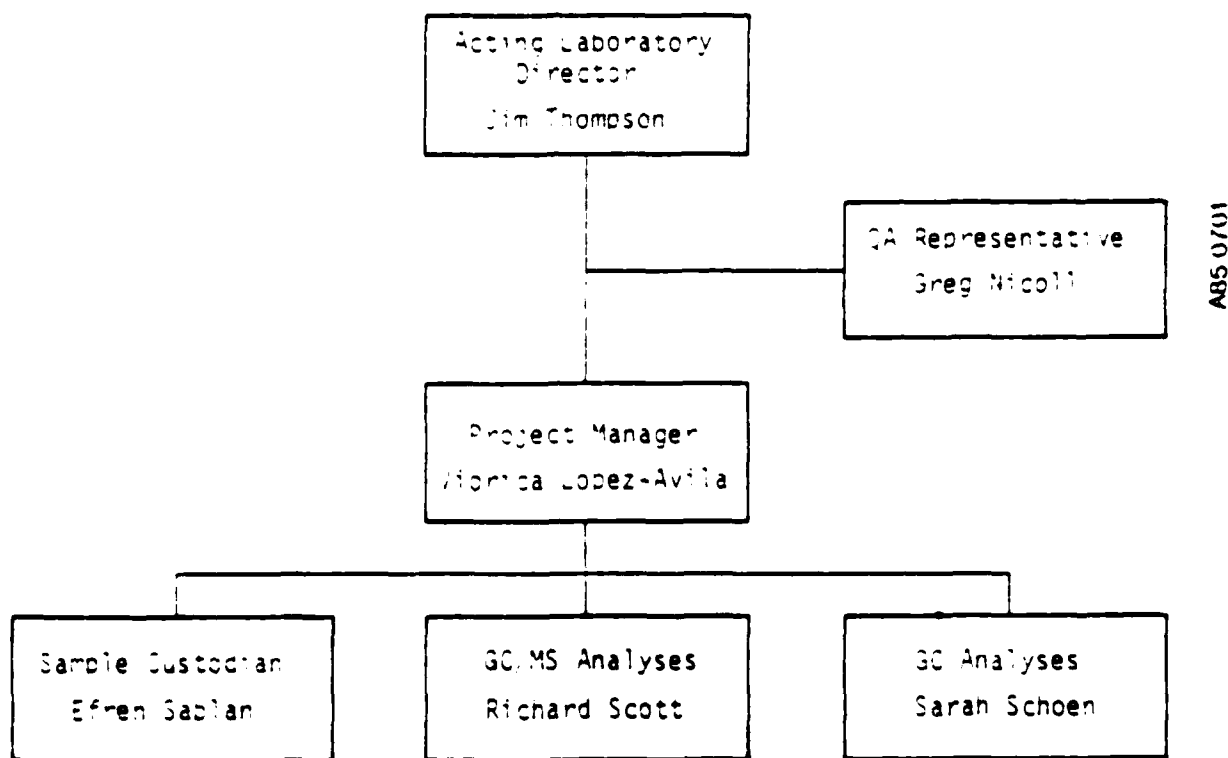 Acting Laboratory
Director
Jim Thompson
QA Representative
Greg Nicoll
A85 0701
Project Manager
Viorica Lopez-Avila
Sample Custodian
Efren Sablan
GC/MS Analyses
Richard Scott
GC Analyses
Sarah Schoen